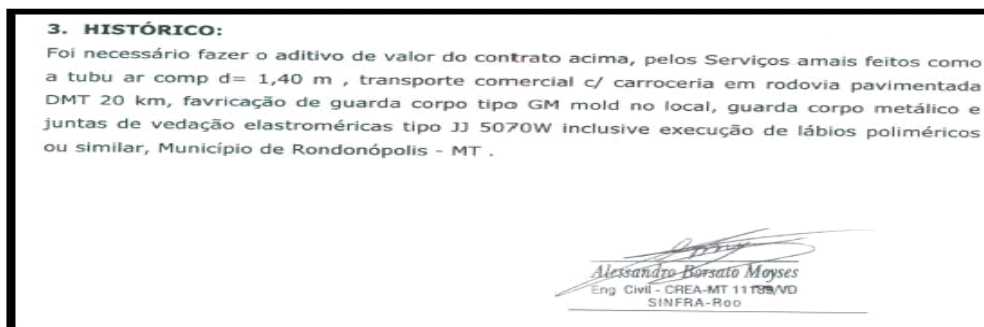 3. HISTÓRICO:
Foi necessário fazer o aditivo de valor do contrato acima, pelos Serviços amais feitos como
a tubu ar comp d= 1,40 m , transporte comercial c/ carroceria em rodovia pavimentada
DMT 20 km, favricação de guarda corpo tipo GM mold no local, guarda corpo metálico e
juntas de vedação elastroméricas tipo JJ 5070W inclusive execução de lábios poliméricos
ou similar, Município de Rondonópolis - MT .
Alessandro Borsato Moyses
Eng Civil - CREA-MT
SINFRA-Roo